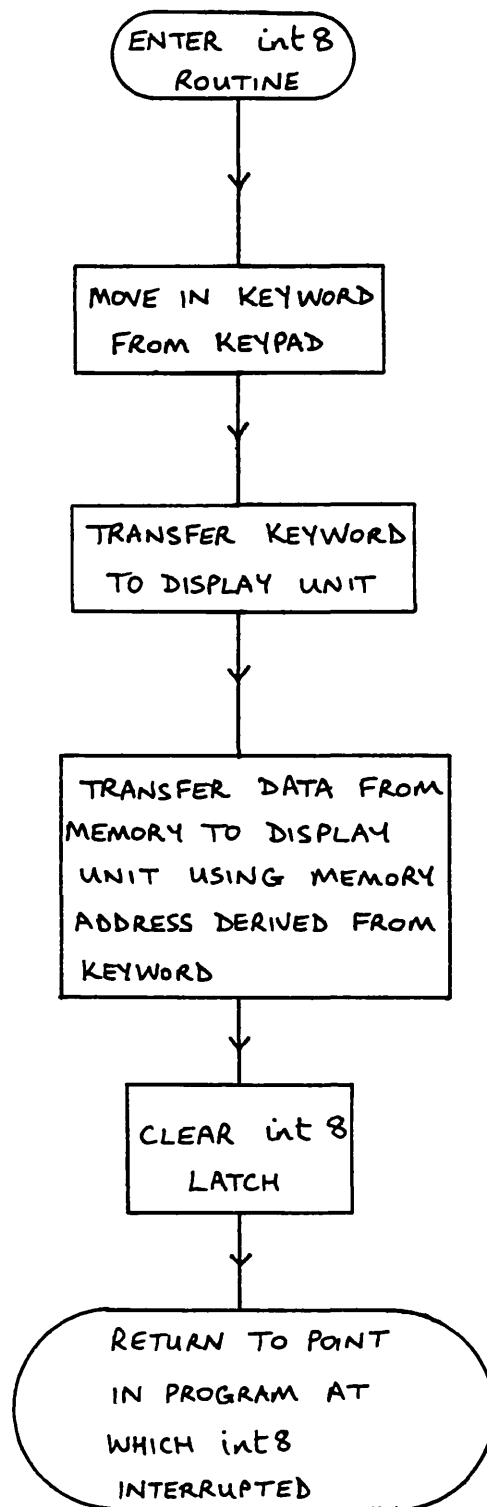 ENTER int 8
ROUTINE
MOVE IN KEYWORD
FROM KEYPAD
TRANSFER KEYWORD
TO DISPLAY UNIT
TRANSFER DATA FROM
MEMORY TO DISPLAY
UNIT USING MEMORY
ADDRESS DERIVED FROM
KEYWORD
CLEAR int 8
LATCH
RETURN TO POINT
IN PROGRAM AT
WHICH int8
INTERRUPTED